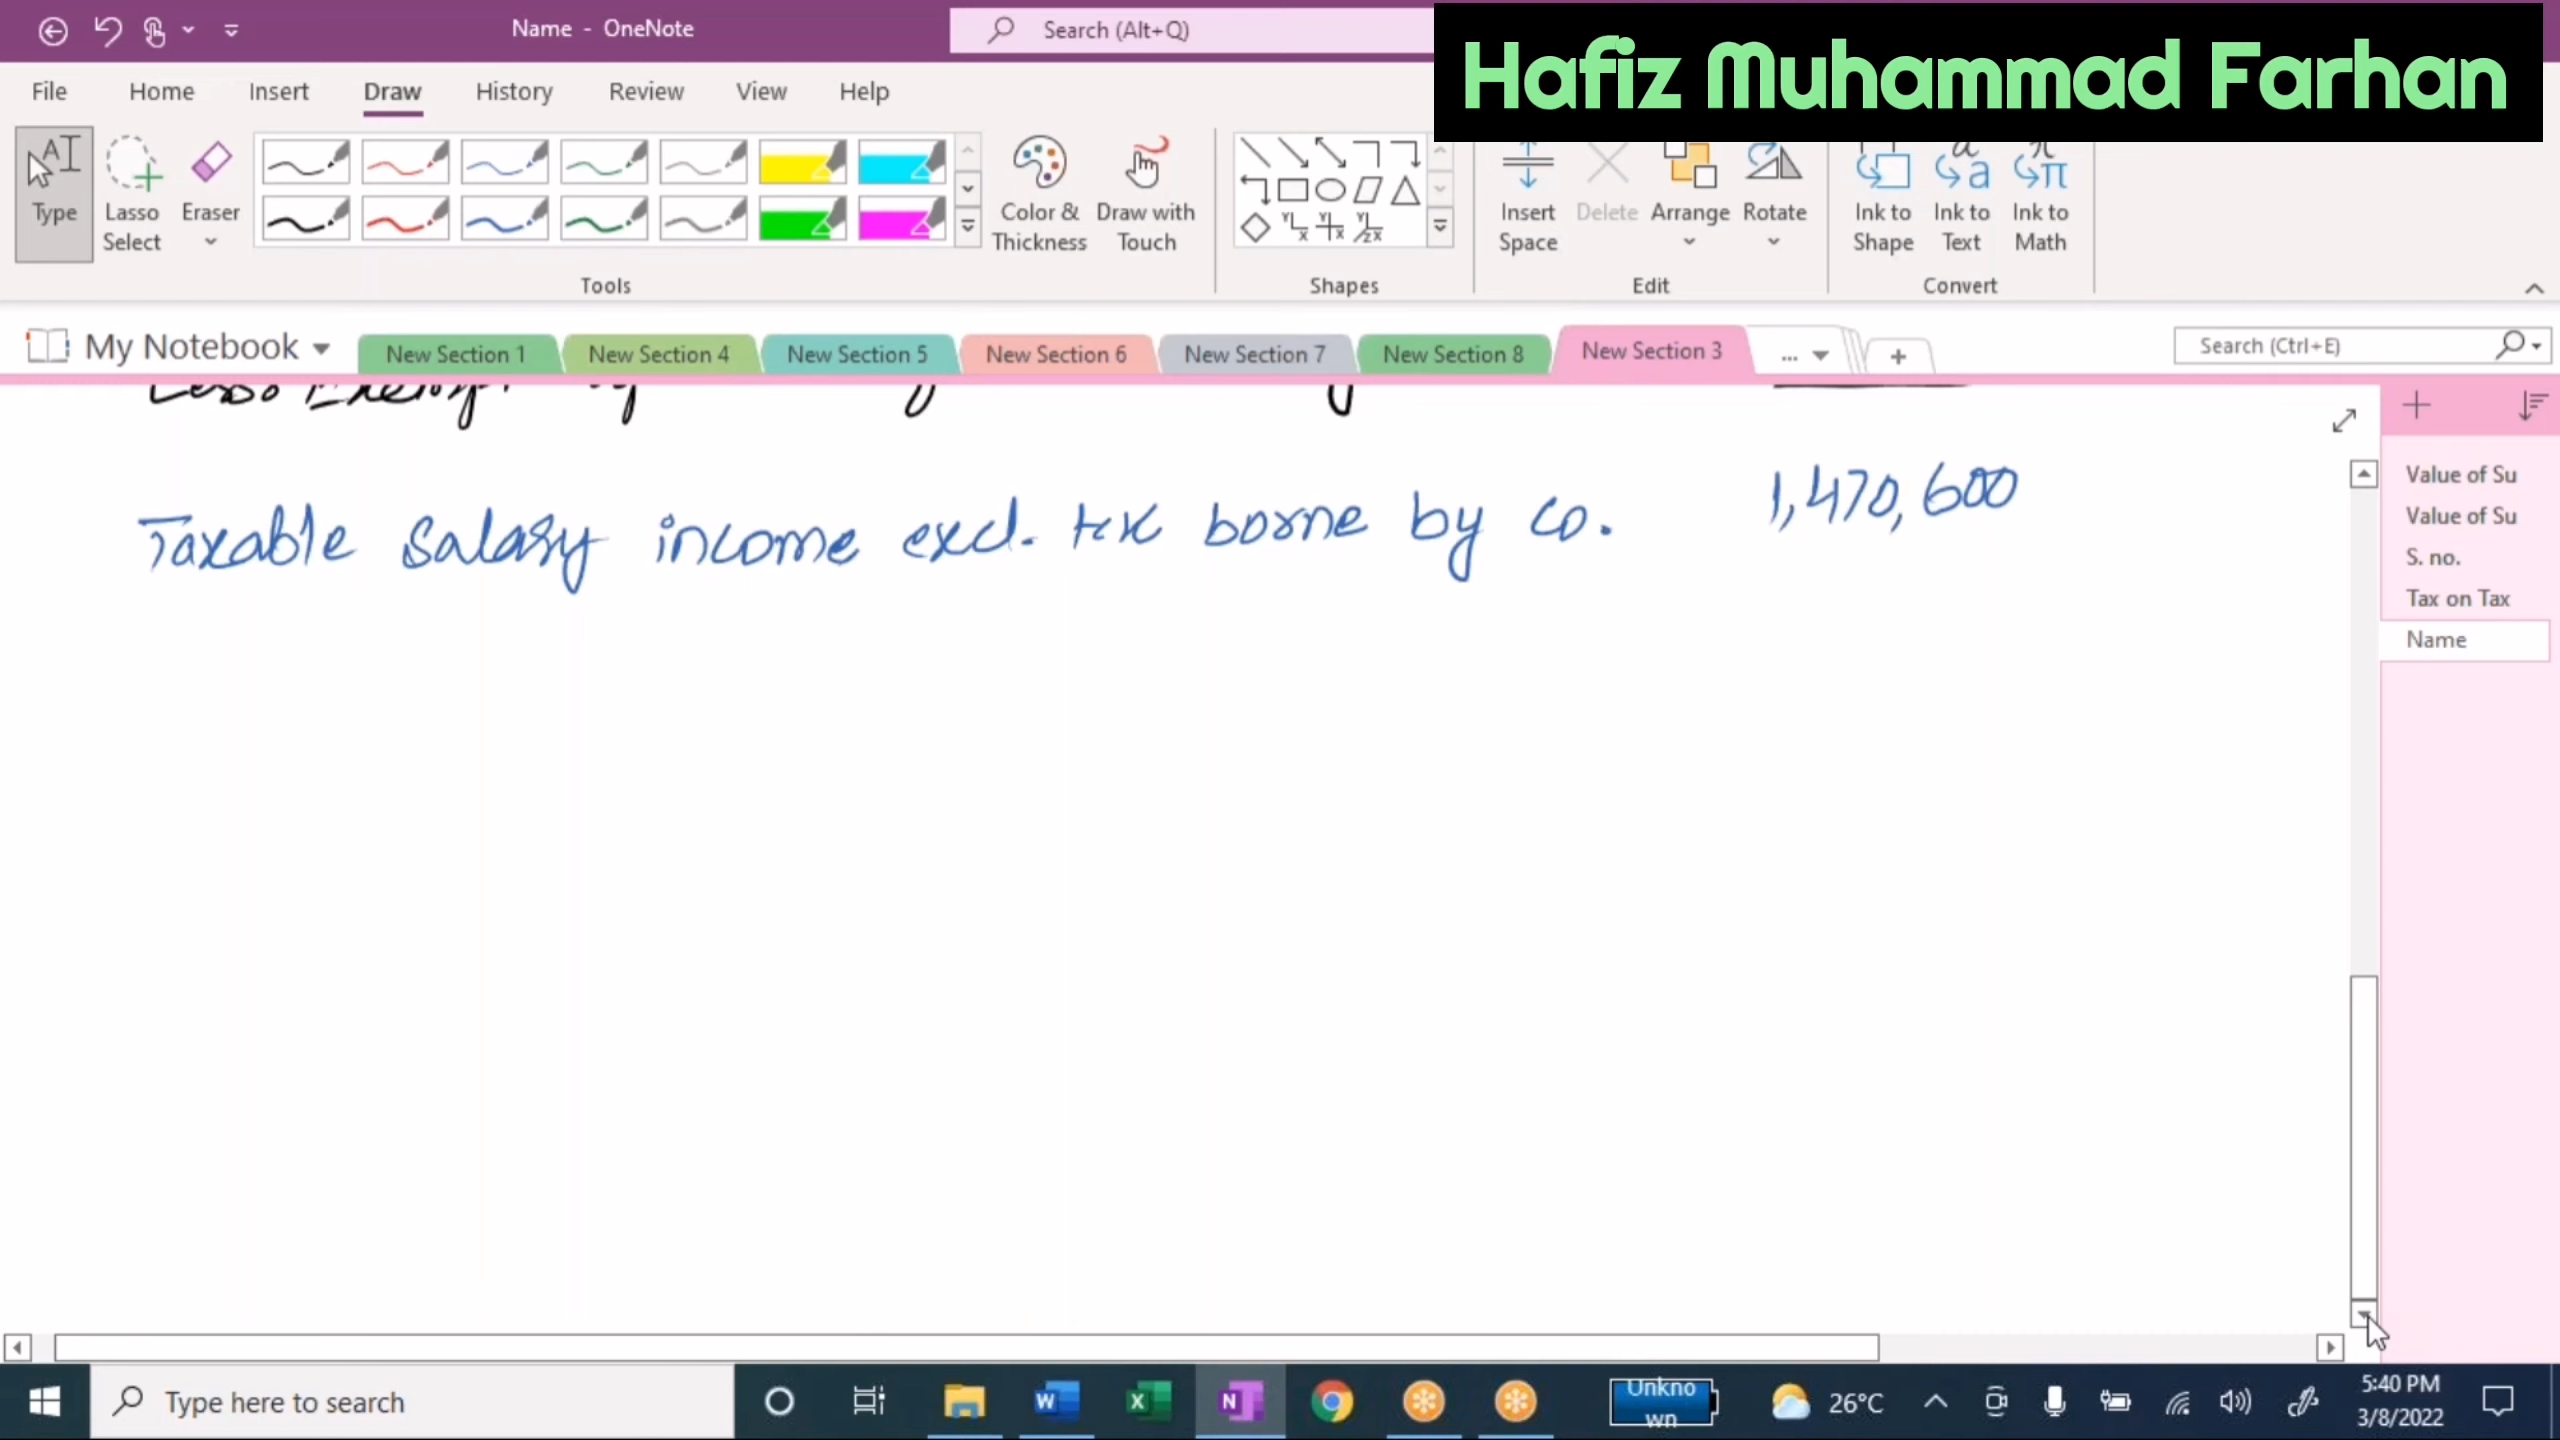 Name - OneNote
Search (Alt+Q)
Hafiz Muhammad Farhan
File Home Insert Draw History Review View Help
Type
Lasso Select
Eraser
Color & Thickness
Draw with Touch
Insert Space
Delete
Arrange
Rotate
Ink to Shape
Ink to Text
Ink to Math
Tools
Shapes
Edit
Convert
My Notebook
New Section 1
New Section 4
New Section 5
New Section 6
New Section 7
New Section 8
New Section 3
...
Search (Ctrl+E)
Less Exempt
Taxable Salary income excl. tax borne by co. 1,470,600
Value of Su
Value of Su
S. no.
Tax on Tax
Name
Type here to search
Unkno
wn
26°C
5:40 PM
3/8/2022